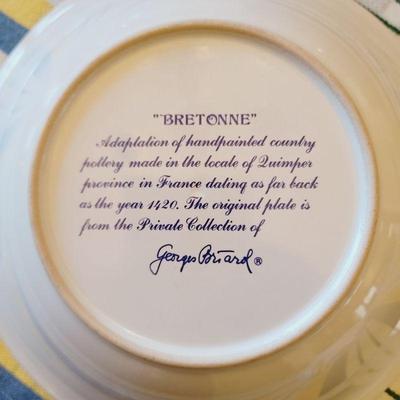 "BRETONNE"
Adaptation of handpainted country
pottery made in the locale of Quimper
province in France dating as far back
as the year 1420. The original plate is
from the Private Collection of
Georges Briard ®